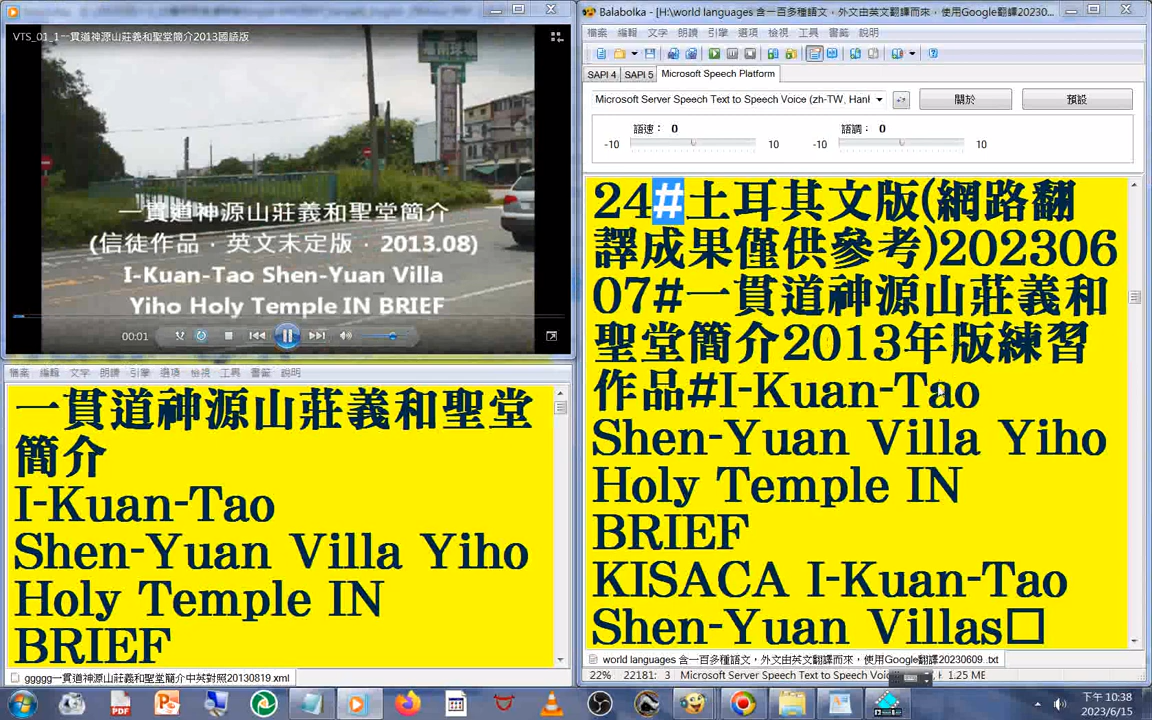 VTS_01_1一貫道神源山莊義和聖堂簡介2013國語版
一貫道神源山莊義和聖堂簡介
(信徒作品．英文未定版．2013.08)
I-Kuan-Tao Shen-Yuan Villa
Yiho Holy Temple IN BRIEF
00:01
檔案 編輯 文字 朗讀 引擎 選項 檢視 工具 書籤 說明
一貫道神源山莊義和聖堂
簡介
I-Kuan-Tao
Shen-Yuan Villa Yiho
Holy Temple IN
BRIEF
ggggg一貫道神源山莊義和聖堂簡介中英對照20130819.xml
Balabolka - [H:\world languages 含一百多種語文，外文由英文翻譯而來，使用Google翻譯20230...
檔案 編輯 文字 朗讀 引擎 選項 檢視 工具 書籤 說明
SAPI 4 SAPI 5 Microsoft Speech Platform
Microsoft Server Speech Text to Speech Voice (zh-TW, HanH
關於 預設
語速： 0 語調： 0
-10 10 -10 10
24#土耳其文版(網路翻
譯成果僅供參考)202306
07#一貫道神源山莊義和
聖堂簡介2013年版練習
作品#I-Kuan-Tao
Shen-Yuan Villa Yiho
Holy Temple IN
BRIEF
KISACA I-Kuan-Tao
Shen-Yuan Villas□
world languages 含一百多種語文，外文由英文翻譯而來，使用Google翻譯20230609 .txt
22% 22181: 3 Microsoft Speech Platform: Microsoft Server Speech Text to Speech V 1.25 MB
PDF
下午 10:38
2023/6/15